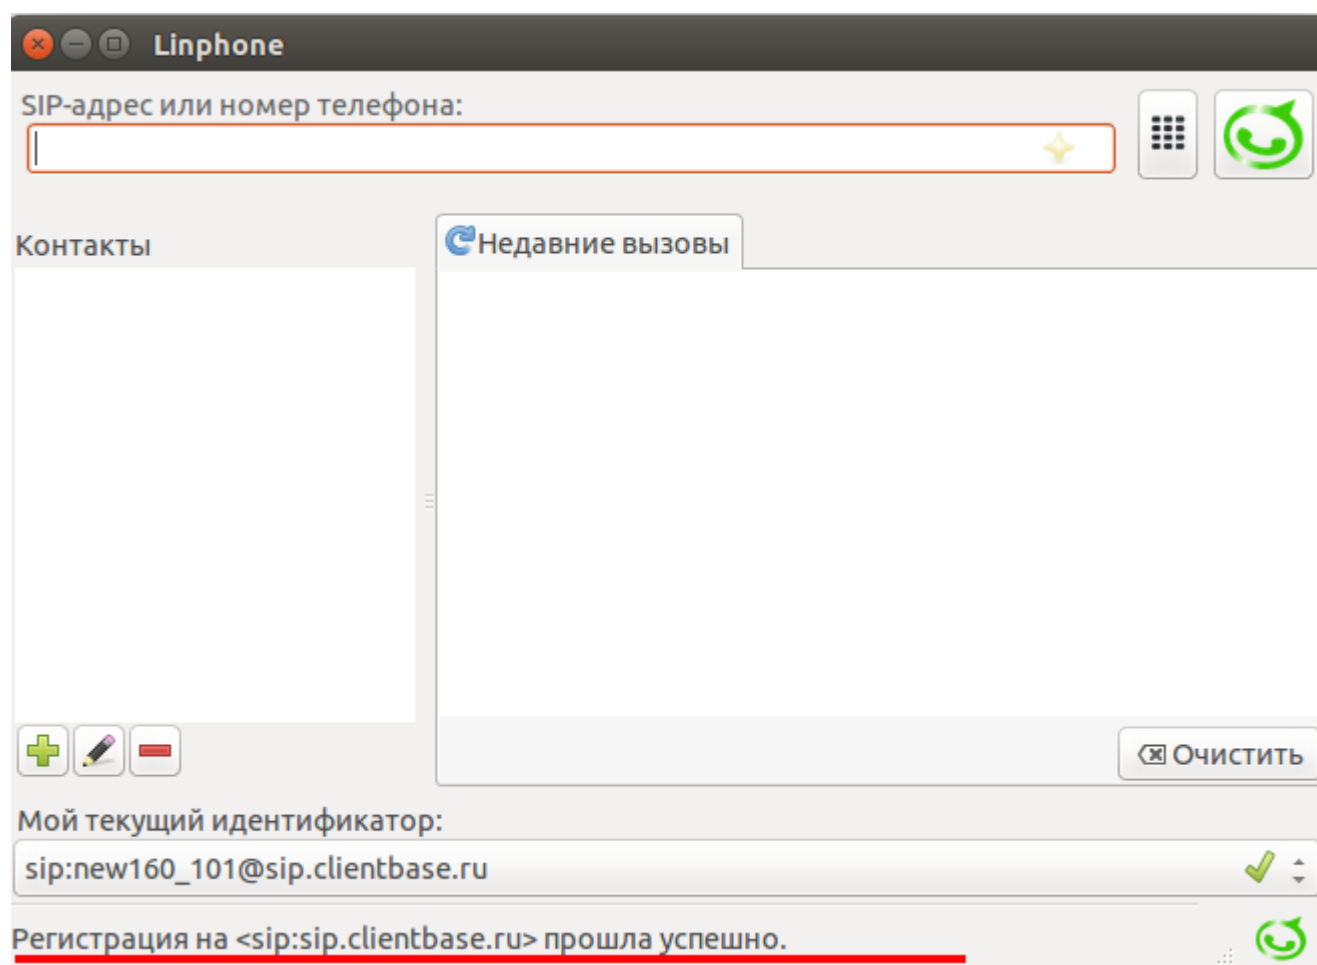 Linphone
SIP-адрес или номер телефона:
Контакты
Недавние вызовы
Очистить
Мой текущий идентификатор:
sip:new160_101@sip.clientbase.ru
Регистрация на <sip:sip.clientbase.ru> прошла успешно.